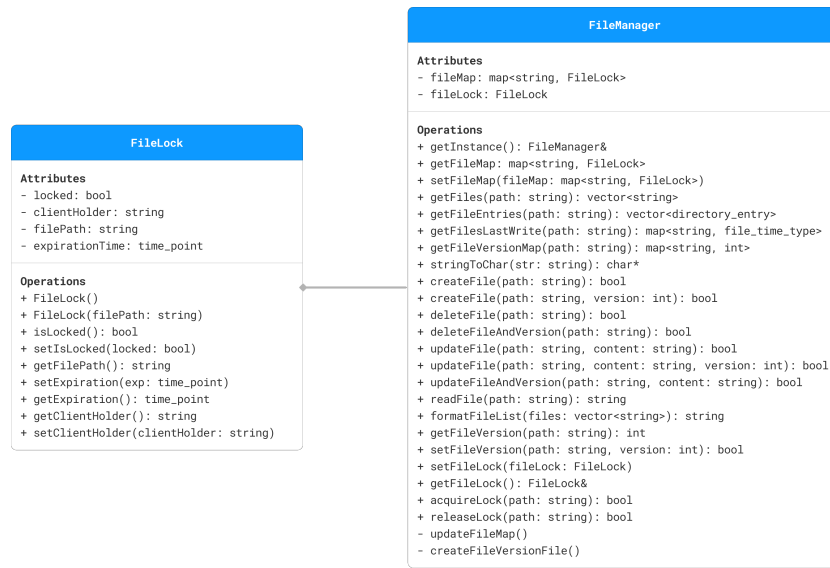 FileLock
Attributes
- locked: bool
- clientHolder: string
- filePath: string
- expirationTime: time_point
Operations
+ FileLock()
+ FileLock(filePath: string)
+ isLocked(): bool
+ setIsLocked(locked: bool)
+ getFilePath(): string
+ setExpiration(exp: time_point)
+ getExpiration(): time_point
+ getClientHolder(): string
+ setClientHolder(clientHolder: string)
FileManager
Attributes
- fileMap: map<string, FileLock>
- fileLock: FileLock
Operations
+ getInstance(): FileManager&
+ getFileMap: map<string, FileLock>
+ setFileMap(fileMap: map<string, FileLock>)
+ getFiles(path: string): vector<string>
+ getFileEntries(path: string): vector<directory_entry>
+ getFilesLastWrite(path: string): map<string, file_time_type>
+ getFileVersionMap(path: string): map<string, int>
+ stringToChar(str: string): char*
+ createFile(path: string): bool
+ createFile(path: string, version: int): bool
+ deleteFile(path: string): bool
+ deleteFileAndVersion(path: string): bool
+ updateFile(path: string, content: string): bool
+ updateFile(path: string, content: string, version: int): bool
+ updateFileAndVersion(path: string, content: string): bool
+ readFile(path: string): string
+ formatFileList(files: vector<string>): string
+ getFileVersion(path: string): int
+ setFileVersion(path: string, version: int): bool
+ setFileLock(fileLock: FileLock)
+ getFileLock(): FileLock&
+ acquireLock(path: string): bool
+ releaseLock(path: string): bool
- updateFileMap()
- createFileVersionFile()